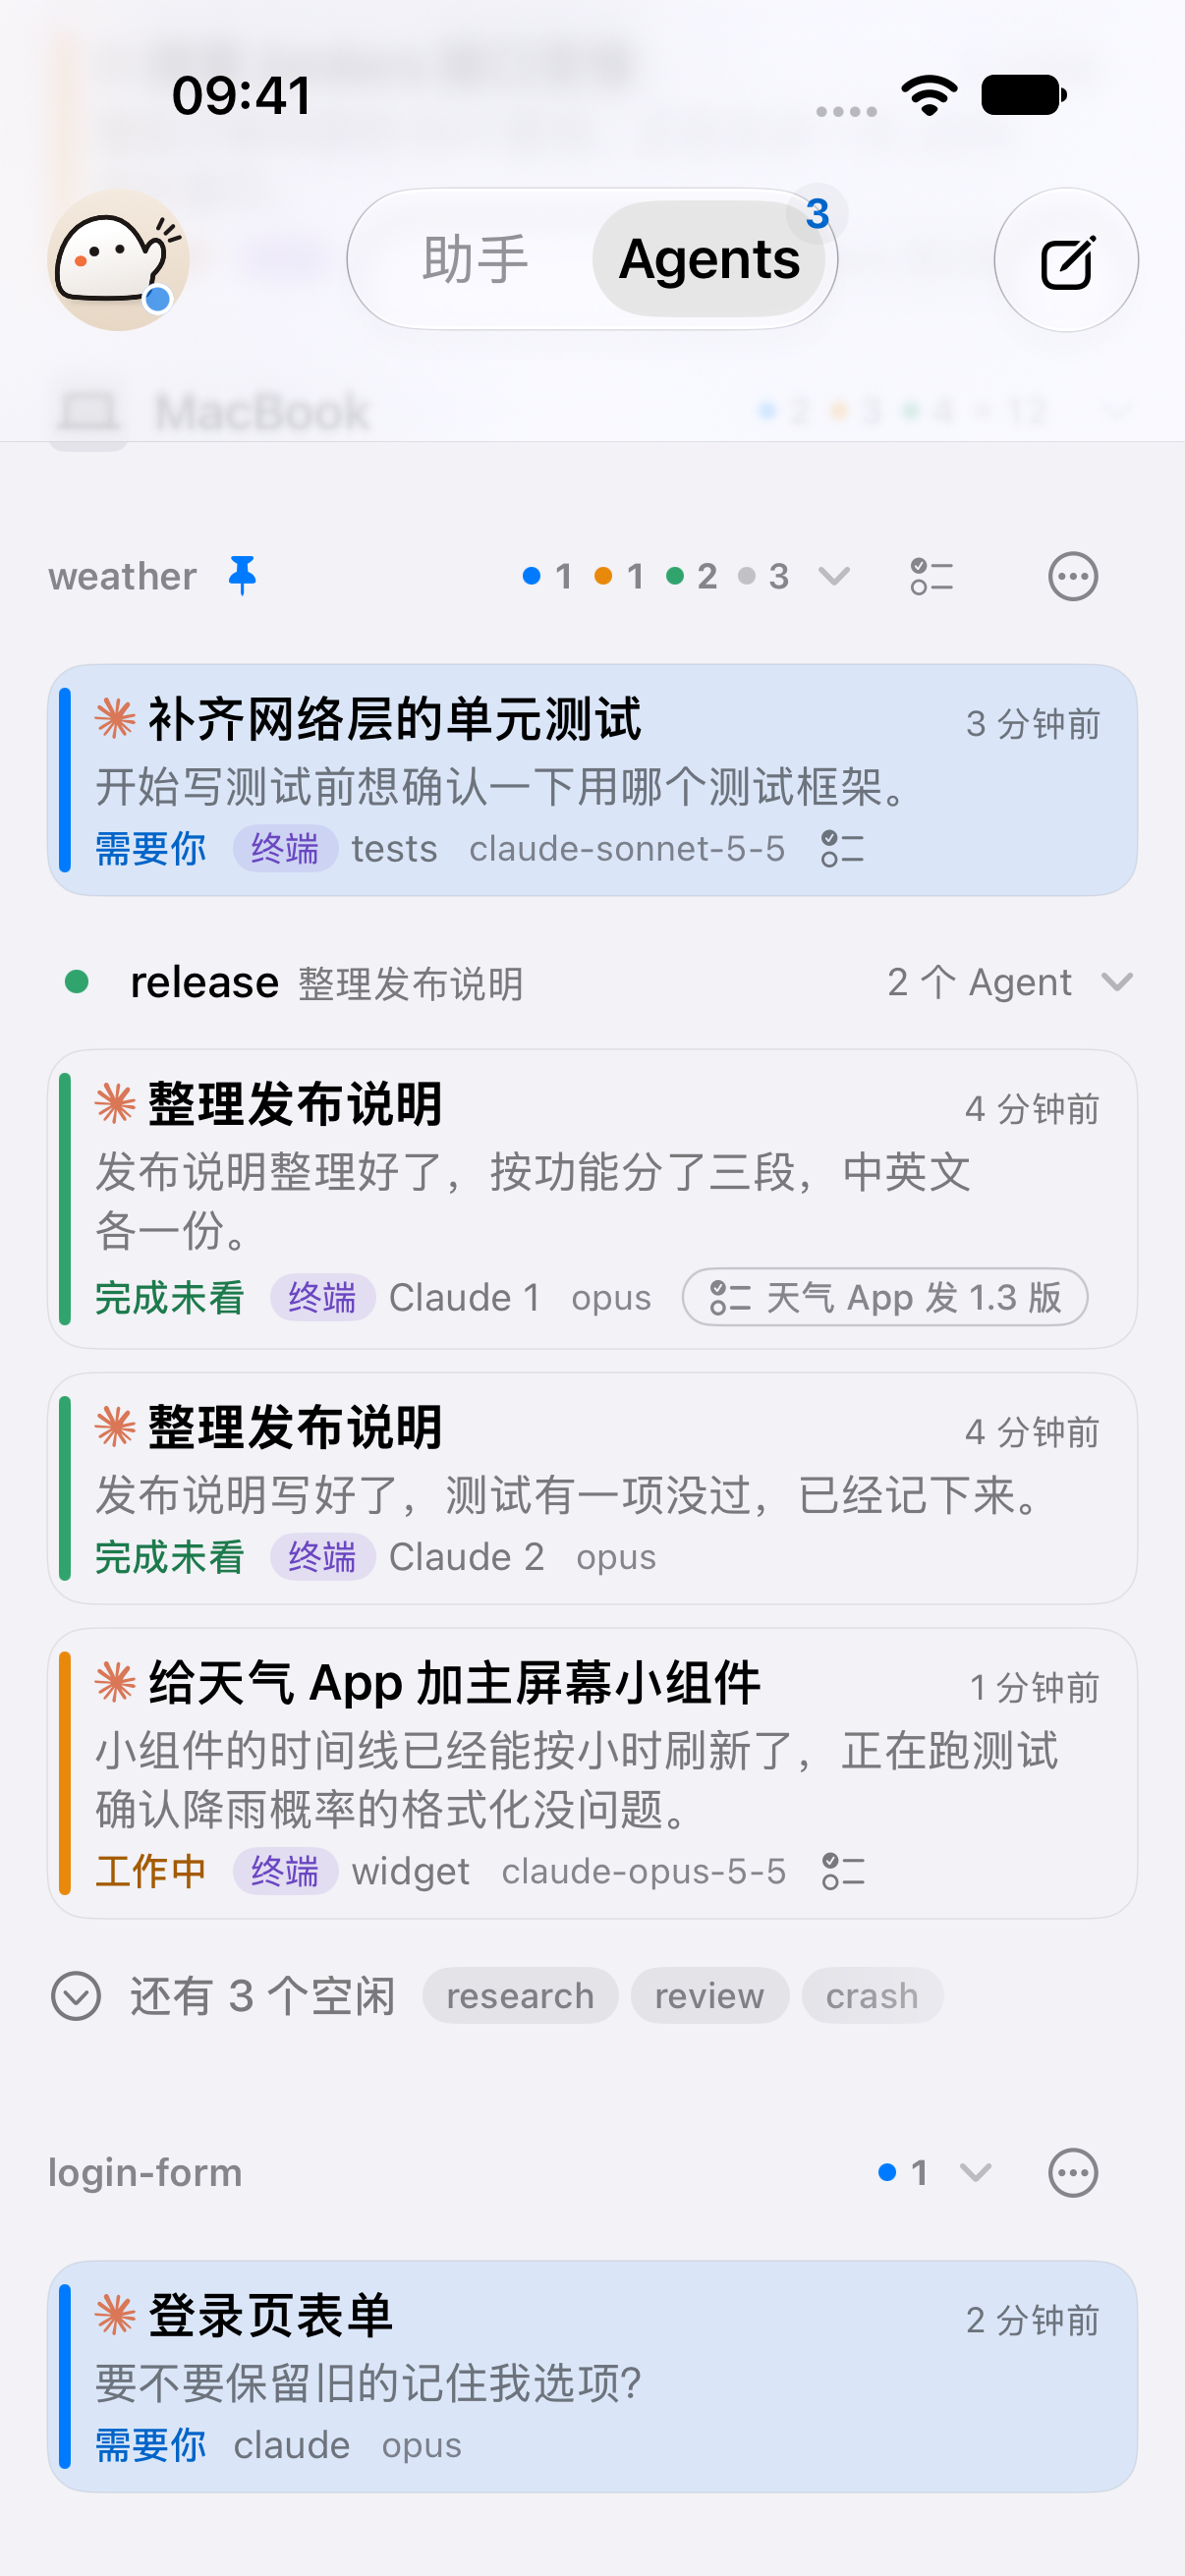 09:41
助手
Agents
3
MacBook
2 3 4 12
weather
1 1 2 3
补齐网络层的单元测试
3 分钟前
开始写测试前想确认一下用哪个测试框架。
需要你 终端 tests claude-sonnet-5-5
release 整理发布说明
2 个 Agent
整理发布说明
4 分钟前
发布说明整理好了，按功能分了三段，中英文
各一份。
完成未看 终端 Claude 1 opus 天气 App 发 1.3 版
整理发布说明
4 分钟前
发布说明写好了，测试有一项没过，已经记下来。
完成未看 终端 Claude 2 opus
给天气 App 加主屏幕小组件
1 分钟前
小组件的时间线已经能按小时刷新了，正在跑测试
确认降雨概率的格式化没问题。
工作中 终端 widget claude-opus-5-5
还有 3 个空闲 research review crash
login-form
1
登录页表单
2 分钟前
要不要保留旧的记住我选项?
需要你 claude opus